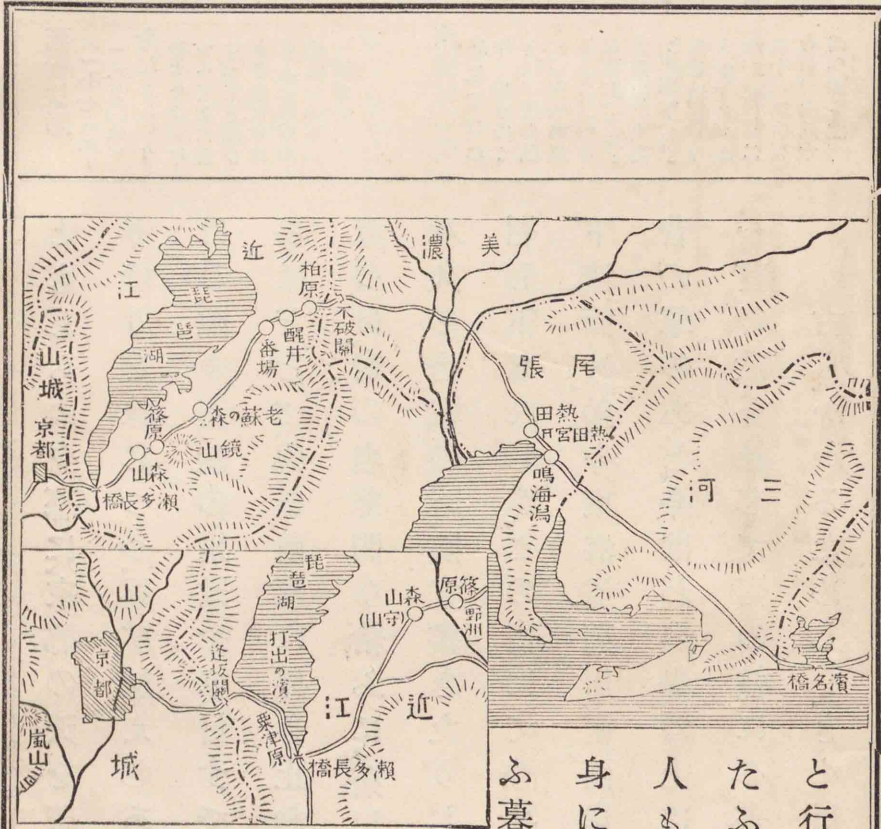 美濃
近江
琵琶湖
柏原
不破關
醒井
番場
山城
京都
老蘇の森
篠原
鏡山
森山
瀬多長橋
尾張
熱田
熱田宮
鳴海潟
三河
濱名橋
山城
京都
嵐山
逢坂關
琵琶湖
打出の濱
粟津原
瀬多長橋
近江
森山
(守山)
篠原
(野洲)
と行
たふ
人も
身に
ふ暮